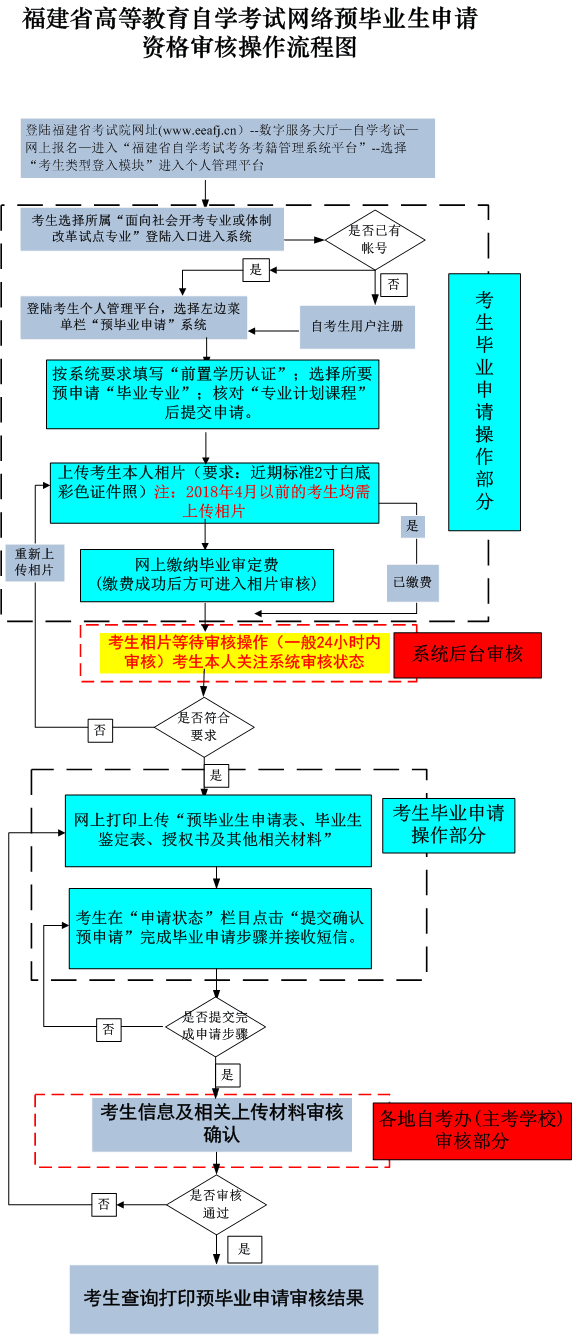 福建省高等教育自学考试网络预毕业生申请
资格审核操作流程图
登陆福建省考试院网址(www.eeafj.cn）--数字服务大厅—自学考试—
网上报名—进入“福建省自学考试考务考籍管理系统平台”--选择
“考生类型登入模块”进入个人管理平台
考生选择所属“面向社会开考专业或体制
改革试点专业”登陆入口进入系统
是否已有
帐号
是
否
登陆考生个人管理平台，选择左边菜
单栏“预毕业申请”系统
自考生用户注册
考生毕业申请操作部分
按系统要求填写“前置学历认证”；选择所要
预申请“毕业专业”；核对“专业计划课程”
后提交申请。
上传考生本人相片（要求：近期标准2寸白底
彩色证件照）注：2018年4月以前的考生均需
上传相片
是
重新上
传相片
网上缴纳毕业审定费
(缴费成功后方可进入相片审核)
已缴费
考生相片等待审核操作（一般24小时内
审核）考生本人关注系统审核状态
系统后台审核
是否符合
要求
否
是
网上打印上传“预毕业生申请表、毕业生
鉴定表、授权书及其他相关材料”
考生毕业申请
操作部分
考生在“申请状态”栏目点击“提交确认
预申请”完成毕业申请步骤并接收短信。
是否提交完
成申请步骤
否
是
考生信息及相关上传材料审核
确认
各地自考办(主考学校)
审核部分
是否审核
通过
否
是
考生查询打印预毕业申请审核结果